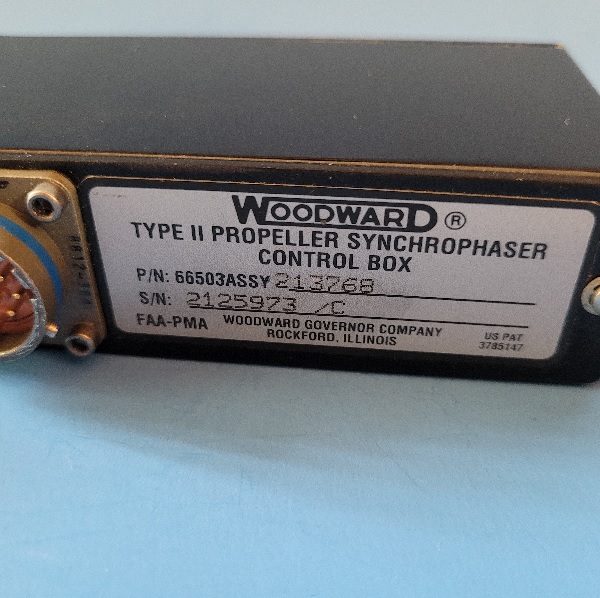 WOODWARD ®
TYPE II PROPELLER SYNCHROPHASER
CONTROL BOX
P/N: 66503ASSY 213768
S/N: 2125973 /C
FAA-PMA WOODWARD GOVERNOR COMPANY
ROCKFORD, ILLINOIS
US PAT
3785147